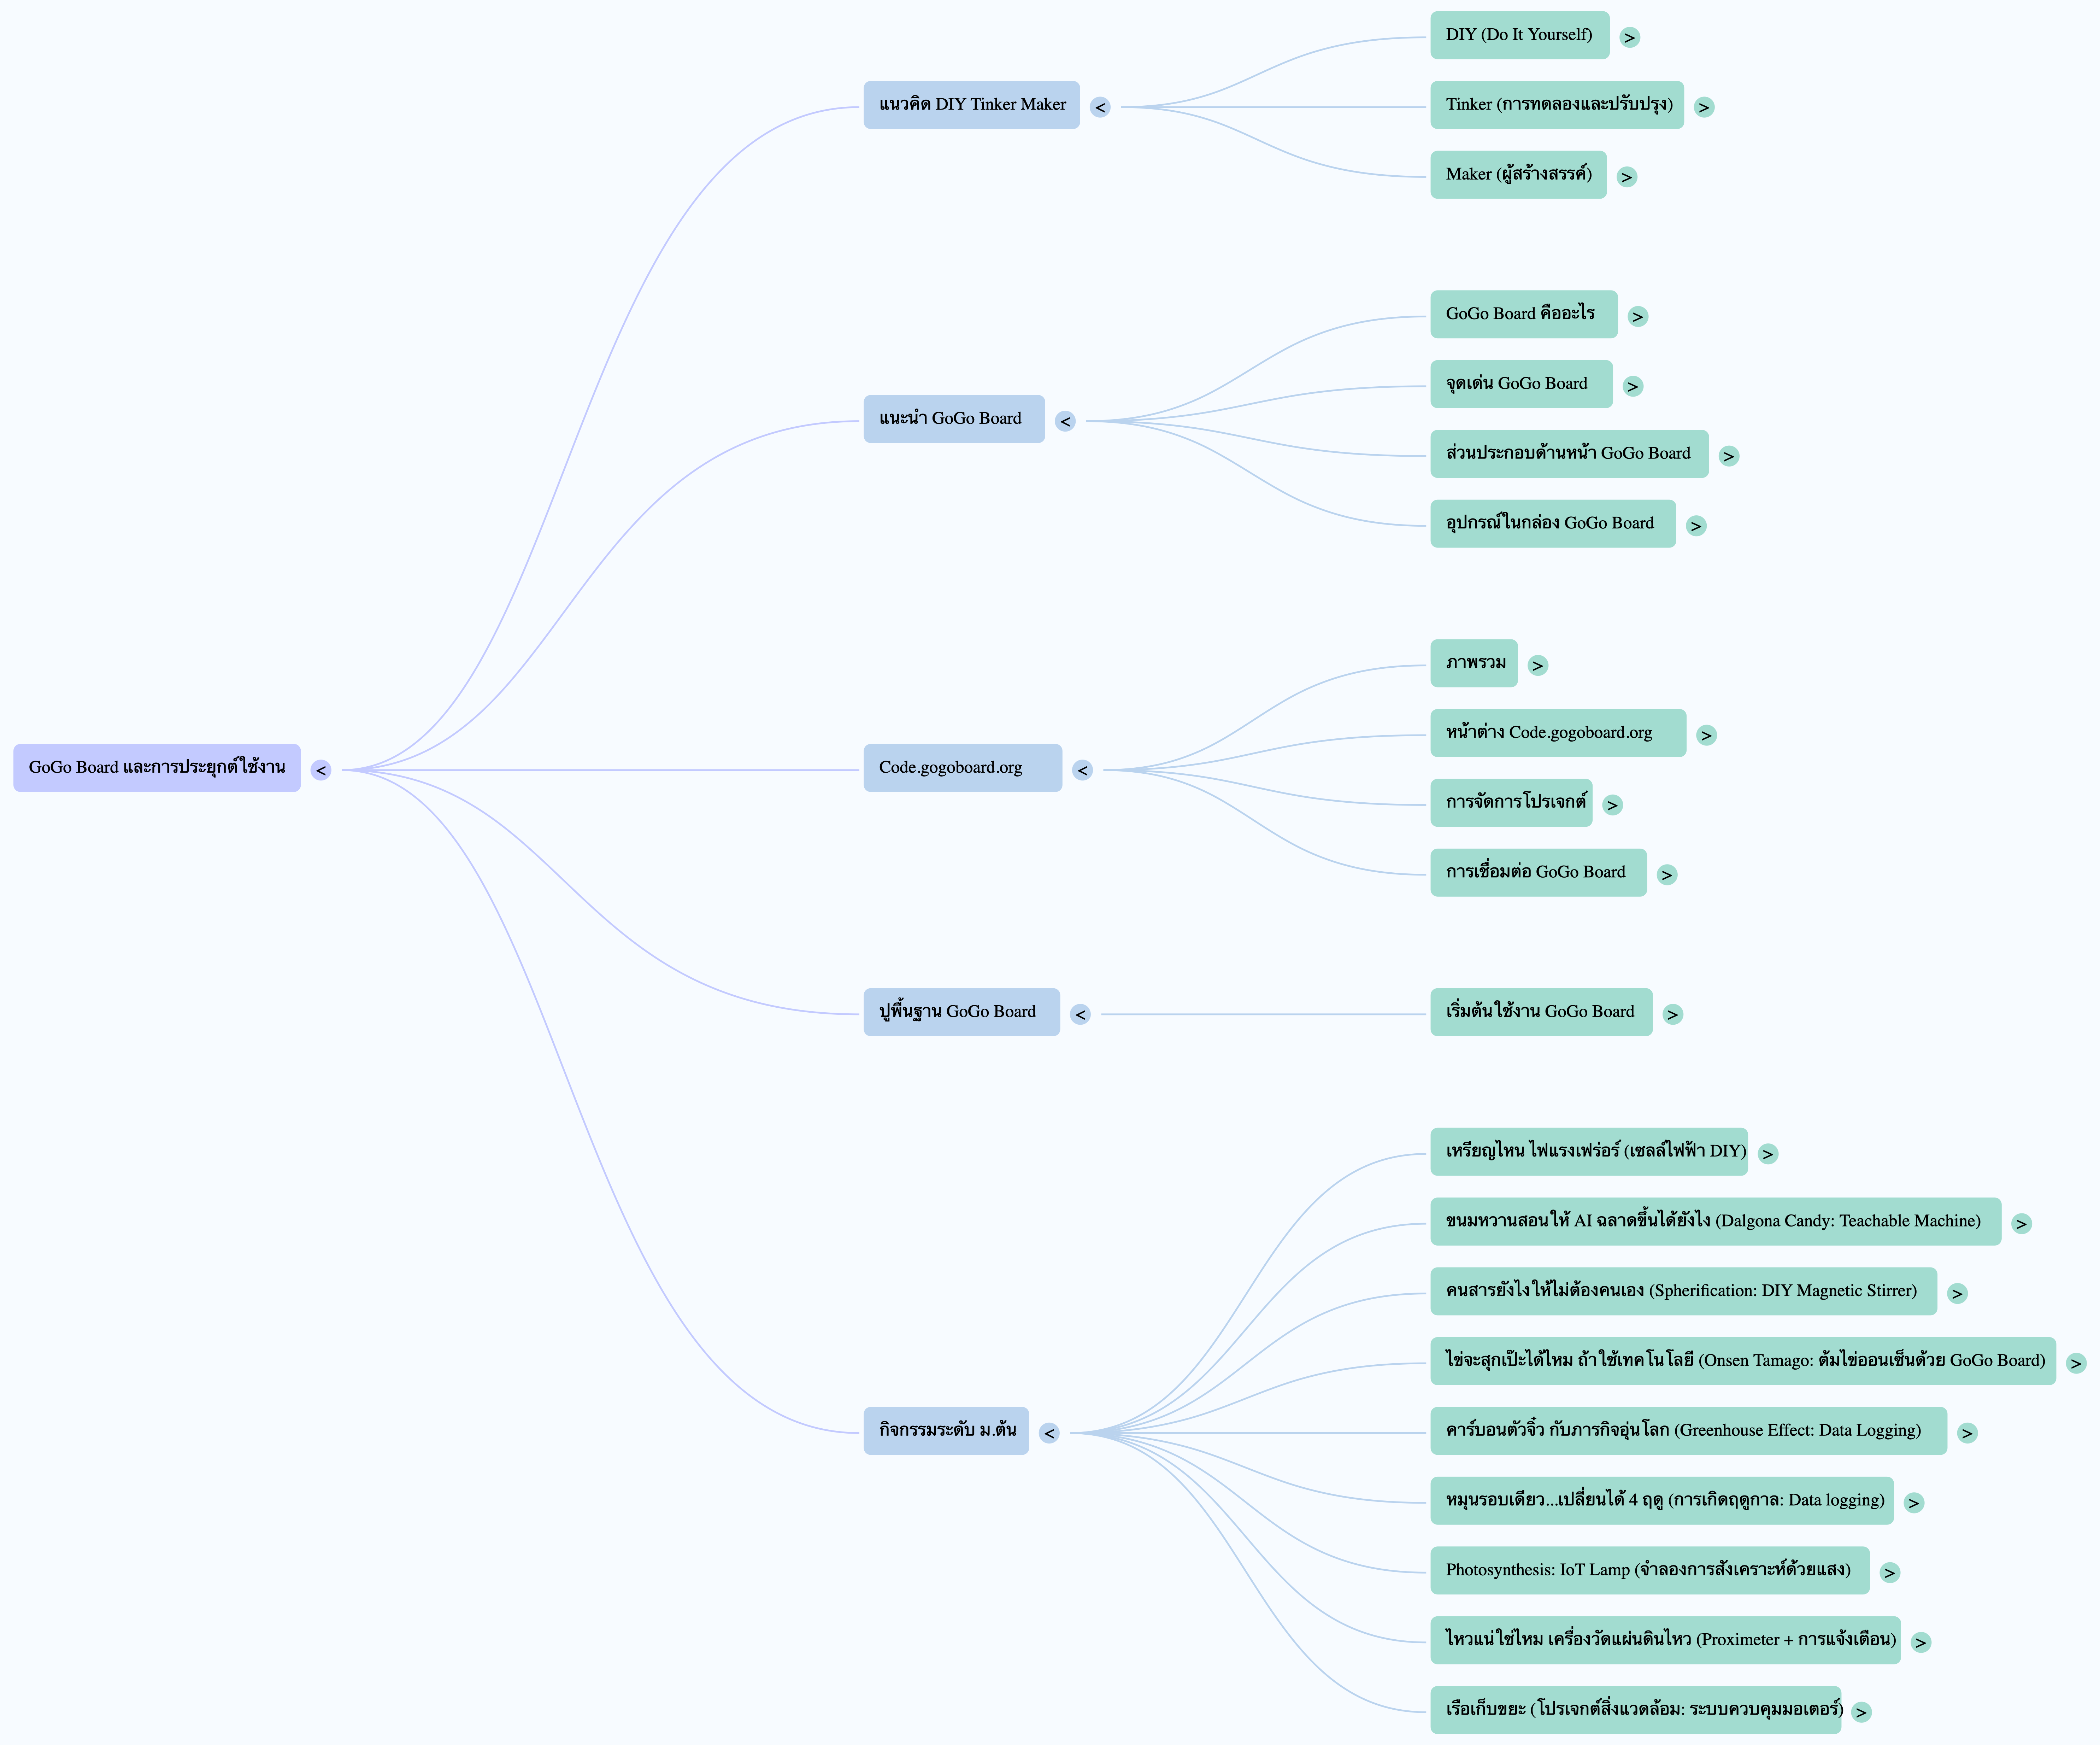 GoGo Board และการประยุกต์ใช้งาน
<
แนวคิด DIY Tinker Maker
<
DIY (Do It Yourself)
>
Tinker (การทดลองและปรับปรุง)
>
Maker (ผู้สร้างสรรค์)
>
แนะนำ GoGo Board
<
GoGo Board คืออะไร
>
จุดเด่น GoGo Board
>
ส่วนประกอบด้านหน้า GoGo Board
>
อุปกรณ์ในกล่อง GoGo Board
>
Code.gogoboard.org
<
ภาพรวม
>
หน้าต่าง Code.gogoboard.org
>
การจัดการโปรเจกต์
>
การเชื่อมต่อ GoGo Board
>
ปูพื้นฐาน GoGo Board
<
เริ่มต้นใช้งาน GoGo Board
>
กิจกรรมระดับ ม.ต้น
<
เหรียญไหน ไฟแรงเฟร่อร์ (เซลล์ไฟฟ้า DIY)
>
ขนมหวานสอนให้ AI ฉลาดขึ้นได้ยังไง (Dalgona Candy: Teachable Machine)
>
คนสารยังไงให้ไม่ต้องคนเอง (Spherification: DIY Magnetic Stirrer)
>
ไข่จะสุกเป๊ะได้ไหม ถ้าใช้เทคโนโลยี (Onsen Tamago: ต้มไข่ออนเซ็นด้วย GoGo Board)
>
คาร์บอนตัวจิ๋ว กับภารกิจอุ่นโลก (Greenhouse Effect: Data Logging)
>
หมุนรอบเดียว...เปลี่ยนได้ 4 ฤดู (การเกิดฤดูกาล: Data logging)
>
Photosynthesis: IoT Lamp (จำลองการสังเคราะห์ด้วยแสง)
>
ไหวแน่ใช่ไหม เครื่องวัดแผ่นดินไหว (Proximeter + การแจ้งเตือน)
>
เรือเก็บขยะ (โปรเจกต์สิ่งแวดล้อม: ระบบควบคุมมอเตอร์)
>